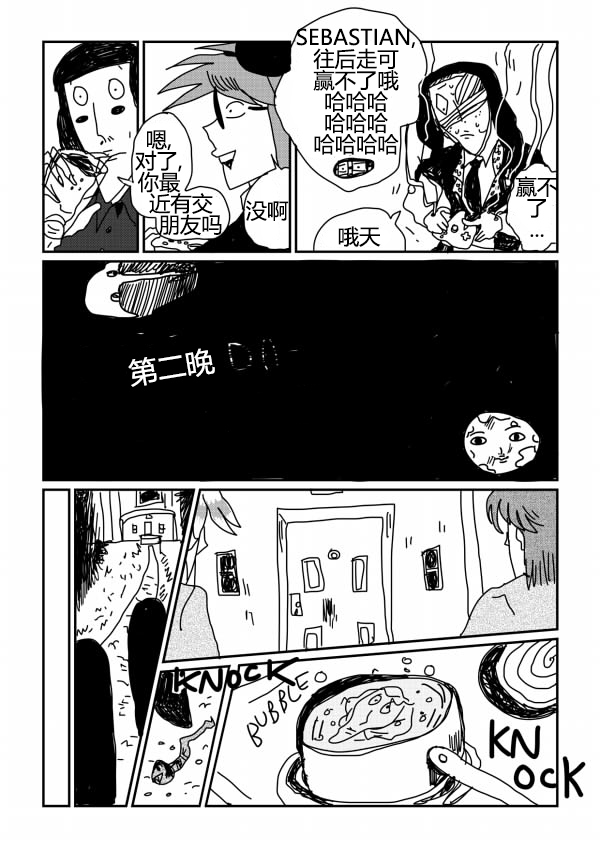 嗯,
对了,
你最
近有交
朋友吗
没啊
SEBASTIAN,
往后走可
赢不了哦
哈哈哈
哈哈哈
哈哈哈哈
哦天
赢不
了
...
第二晚
KNOCK
BUBBLE
KN
OCK